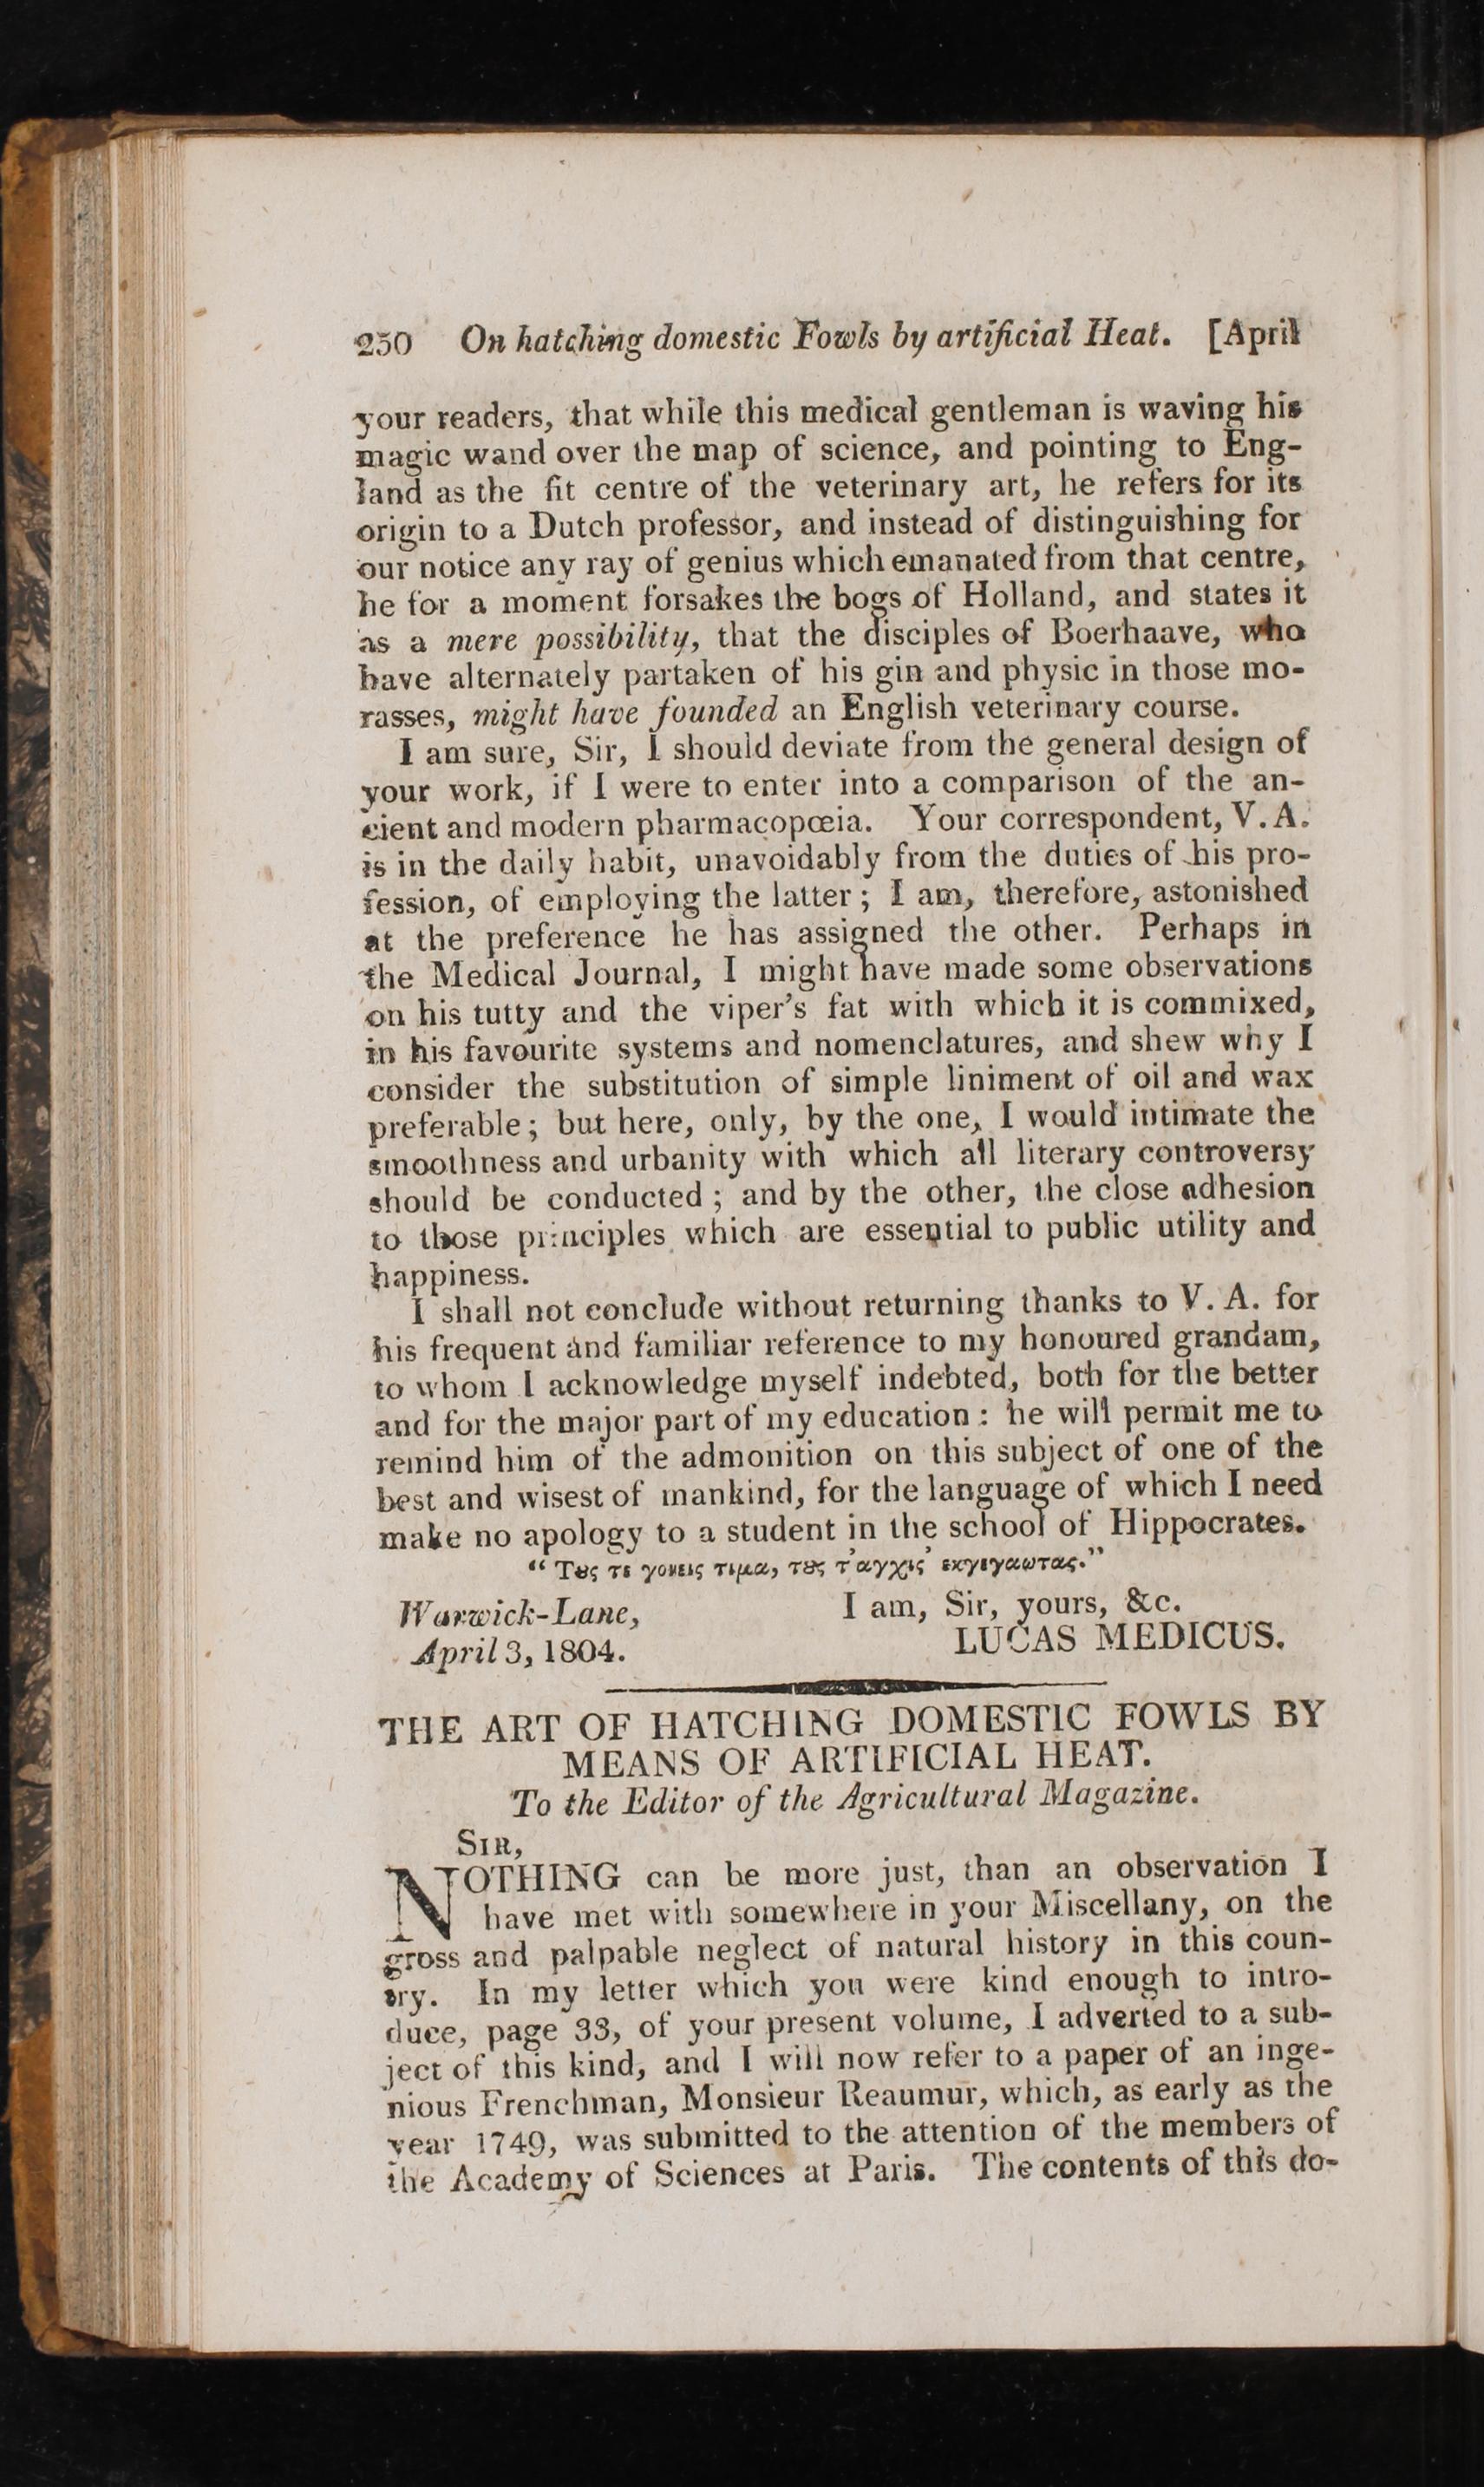 250 On hatching domestic Fowls by artificial Heat. [April
your readers, that while this medical gentleman is waving his
magic wand over the map of science, and pointing to Eng-
land as the fit centre of the veterinary art, he refers for its
origin to a Dutch professor, and instead of distinguishing for
our notice any ray of genius which emanated from that centre,
he for a moment forsakes the bogs of Holland, and states it
as a mere possibility, that the disciples of Boerhaave, who
have alternately partaken of his gin and physic in those mo-
rasses, might have founded an English veterinary course.
I am sure, Sir, I should deviate from the general design of
your work, if I were to enter into a comparison of the an-
cient and modern pharmacopœia. Your correspondent, V. A.
is in the daily habit, unavoidably from the duties of his pro-
fession, of employing the latter; I am, therefore, astonished
at the preference he has assigned the other. Perhaps in
the Medical Journal, I might have made some observations
on his tutty and the viper's fat with which it is commixed,
in his favourite systems and nomenclatures, and shew why I
consider the substitution of simple liniment of oil and wax
preferable; but here, only, by the one, I would intimate the
smoothness and urbanity with which all literary controversy
should be conducted; and by the other, the close adhesion
to those principles which are essential to public utility and
happiness.
I shall not conclude without returning thanks to V. A. for
his frequent and familiar reference to my honoured grandam,
to whom I acknowledge myself indebted, both for the better
and for the major part of my education: he will permit me to
remind him of the admonition on this subject of one of the
best and wisest of mankind, for the language of which I need
make no apology to a student in the school of Hippocrates.
“ Τȣς τε γονεις τιμα, τȣς τ᾽αγχις᾽ εκγεγαωτας.”
Warwick-Lane, I am, Sir, yours, &c.
April 3, 1804. LUCAS MEDICUS.
THE ART OF HATCHING DOMESTIC FOWLS BY
MEANS OF ARTIFICIAL HEAT.
To the Editor of the Agricultural Magazine.
SIR,
NOTHING can be more just, than an observation I
have met with somewhere in your Miscellany, on the
gross and palpable neglect of natural history in this coun-
try. In my letter which you were kind enough to intro-
duce, page 33, of your present volume, I adverted to a sub-
ject of this kind, and I will now refer to a paper of an inge-
nious Frenchman, Monsieur Reaumur, which, as early as the
year 1749, was submitted to the attention of the members of
the Academy of Sciences at Paris. The contents of this do-